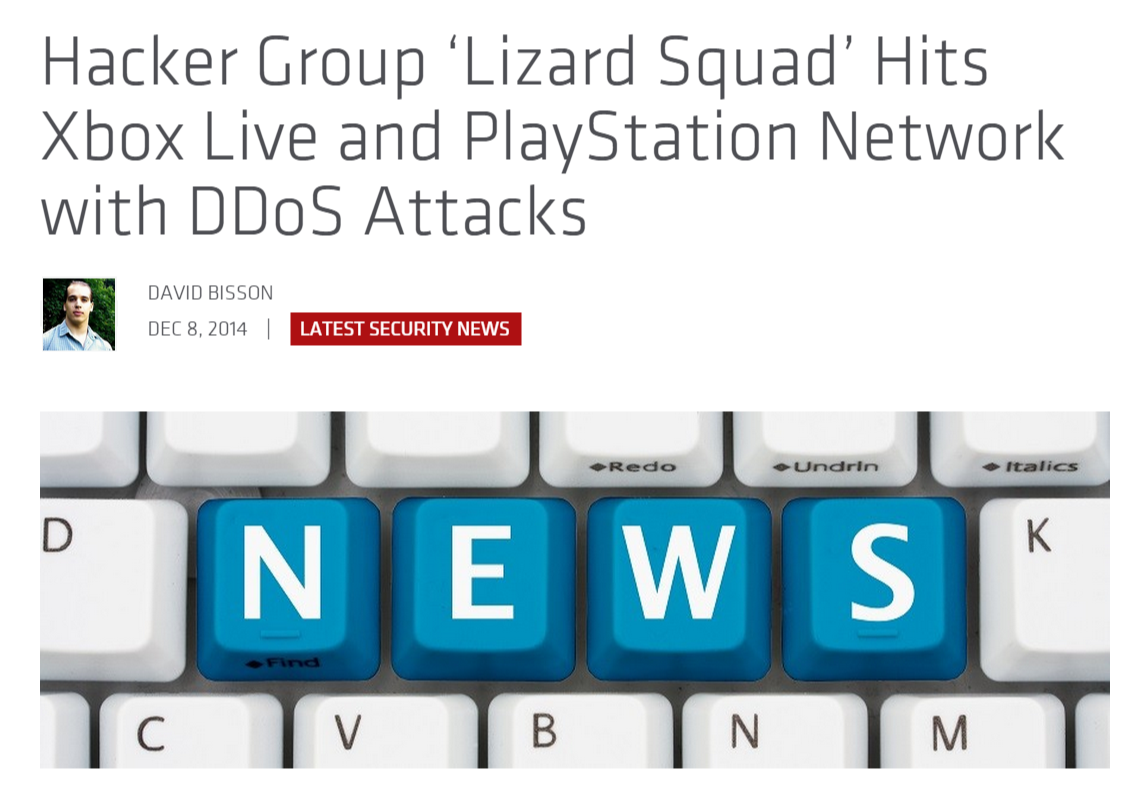 Hacker Group ‘Lizard Squad’ Hits
Xbox Live and PlayStation Network
with DDoS Attacks
DAVID BISSON
DEC 8, 2014 | LATEST SECURITY NEWS
◆Redo ◆Undrln ◆Italics
D N E W S K
◆Find
C V B N M